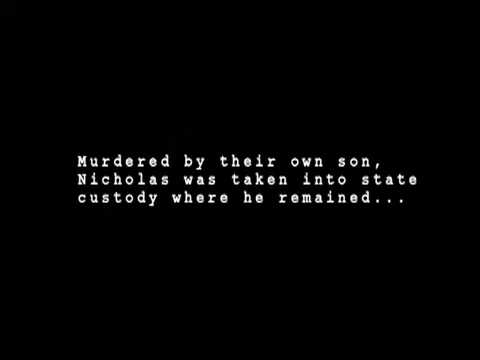 Murdered by their own son,
Nicholas was taken into state
custody where he remained...